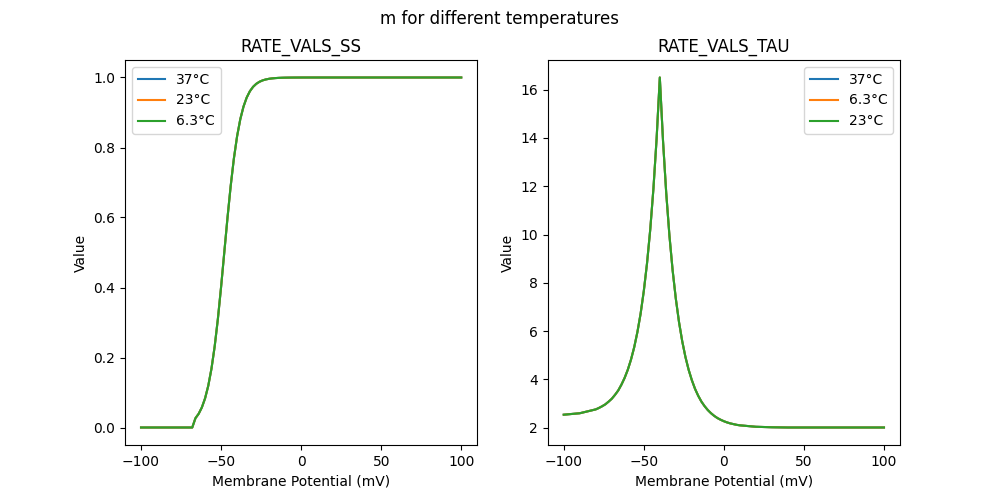 m for different temperatures
RATE_VALS_SS
1.0
0.8
0.6
0.4
0.2
0.0
Value
37°C
23°C
6.3°C
−100
−50
0
50
100
Membrane Potential (mV)
RATE_VALS_TAU
16
14
12
10
8
6
4
2
Value
37°C
6.3°C
23°C
−100
−50
0
50
100
Membrane Potential (mV)